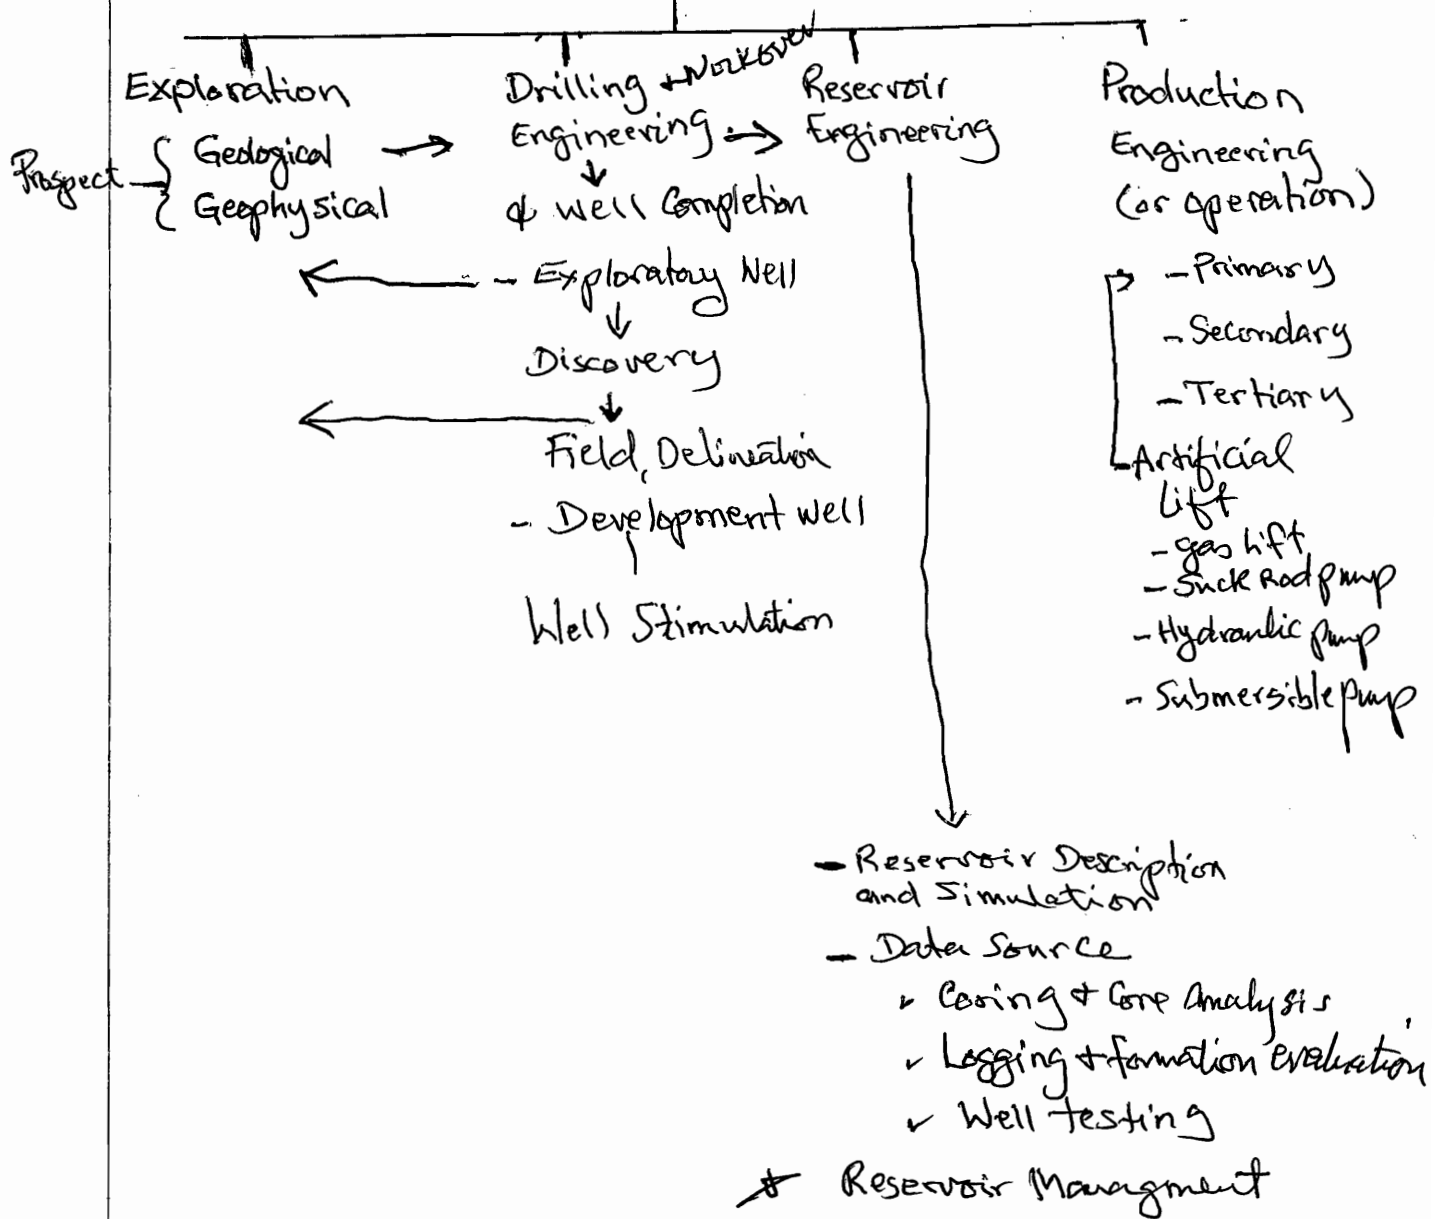 Exploration
Prospect
Geological
Geophysical
Drilling + Workover
Engineering
& Well Completion
- Exploratory Well
Discovery
Field, Delineation
- Development Well
Well Stimulation
Reservoir
Engineering
- Reservoir Description
and Simulation
- Data Source
✓ Coring + Core Analysis
✓ Logging + formation evaluation
✓ Well testing
* Reservoir Managment
Production
Engineering
(or operation)
- Primary
- Secondary
- Tertiary
- Artificial
Lift
- gas lift
- Suck Rod pump
- Hydraulic pump
- Submersible pump